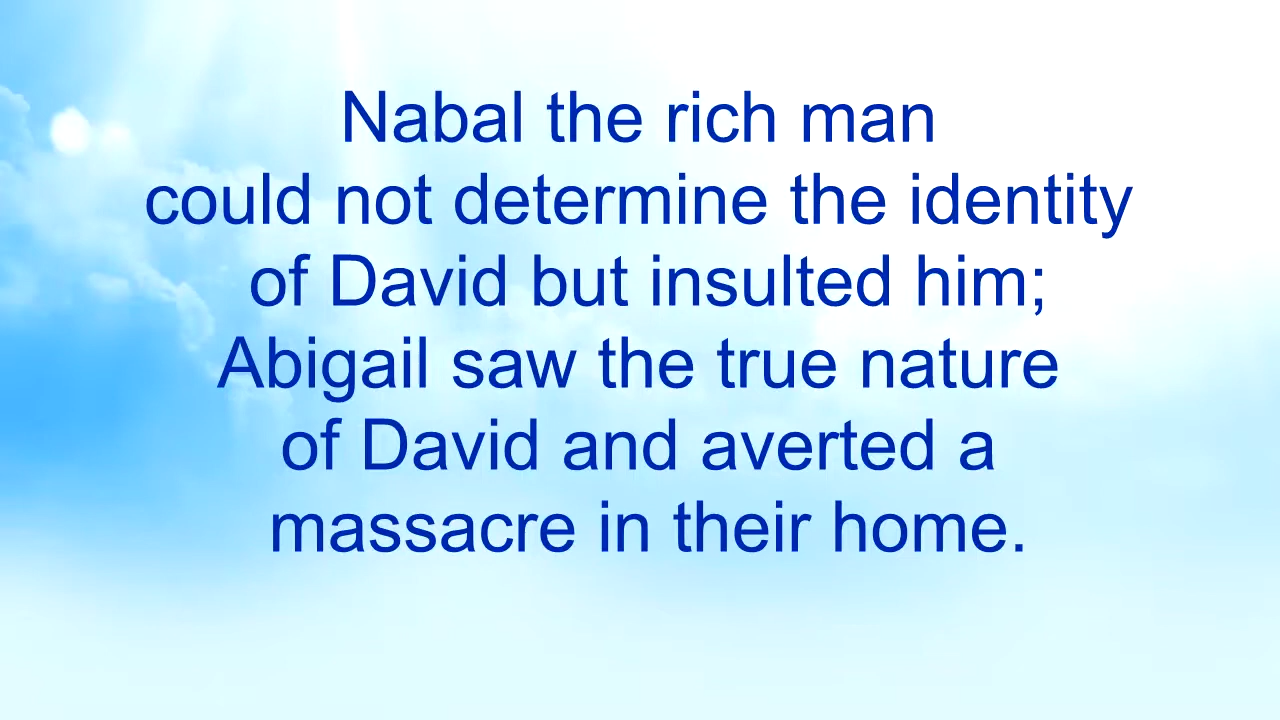 Nabal the rich man
could not determine the identity
of David but insulted him;
Abigail saw the true nature
of David and averted a
massacre in their home.